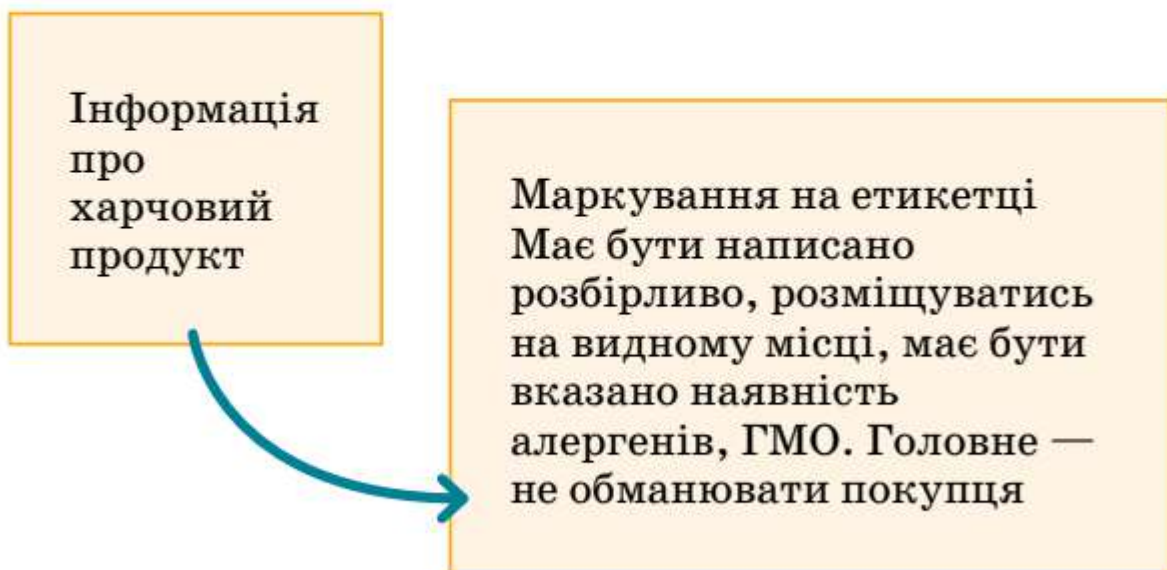 Інформація
про
харчовий
продукт
Маркування на етикетці
Має бути написано
розбірливо, розміщуватись
на видному місці, має бути
вказано наявність
алергенів, ГМО. Головне —
не обманювати покупця